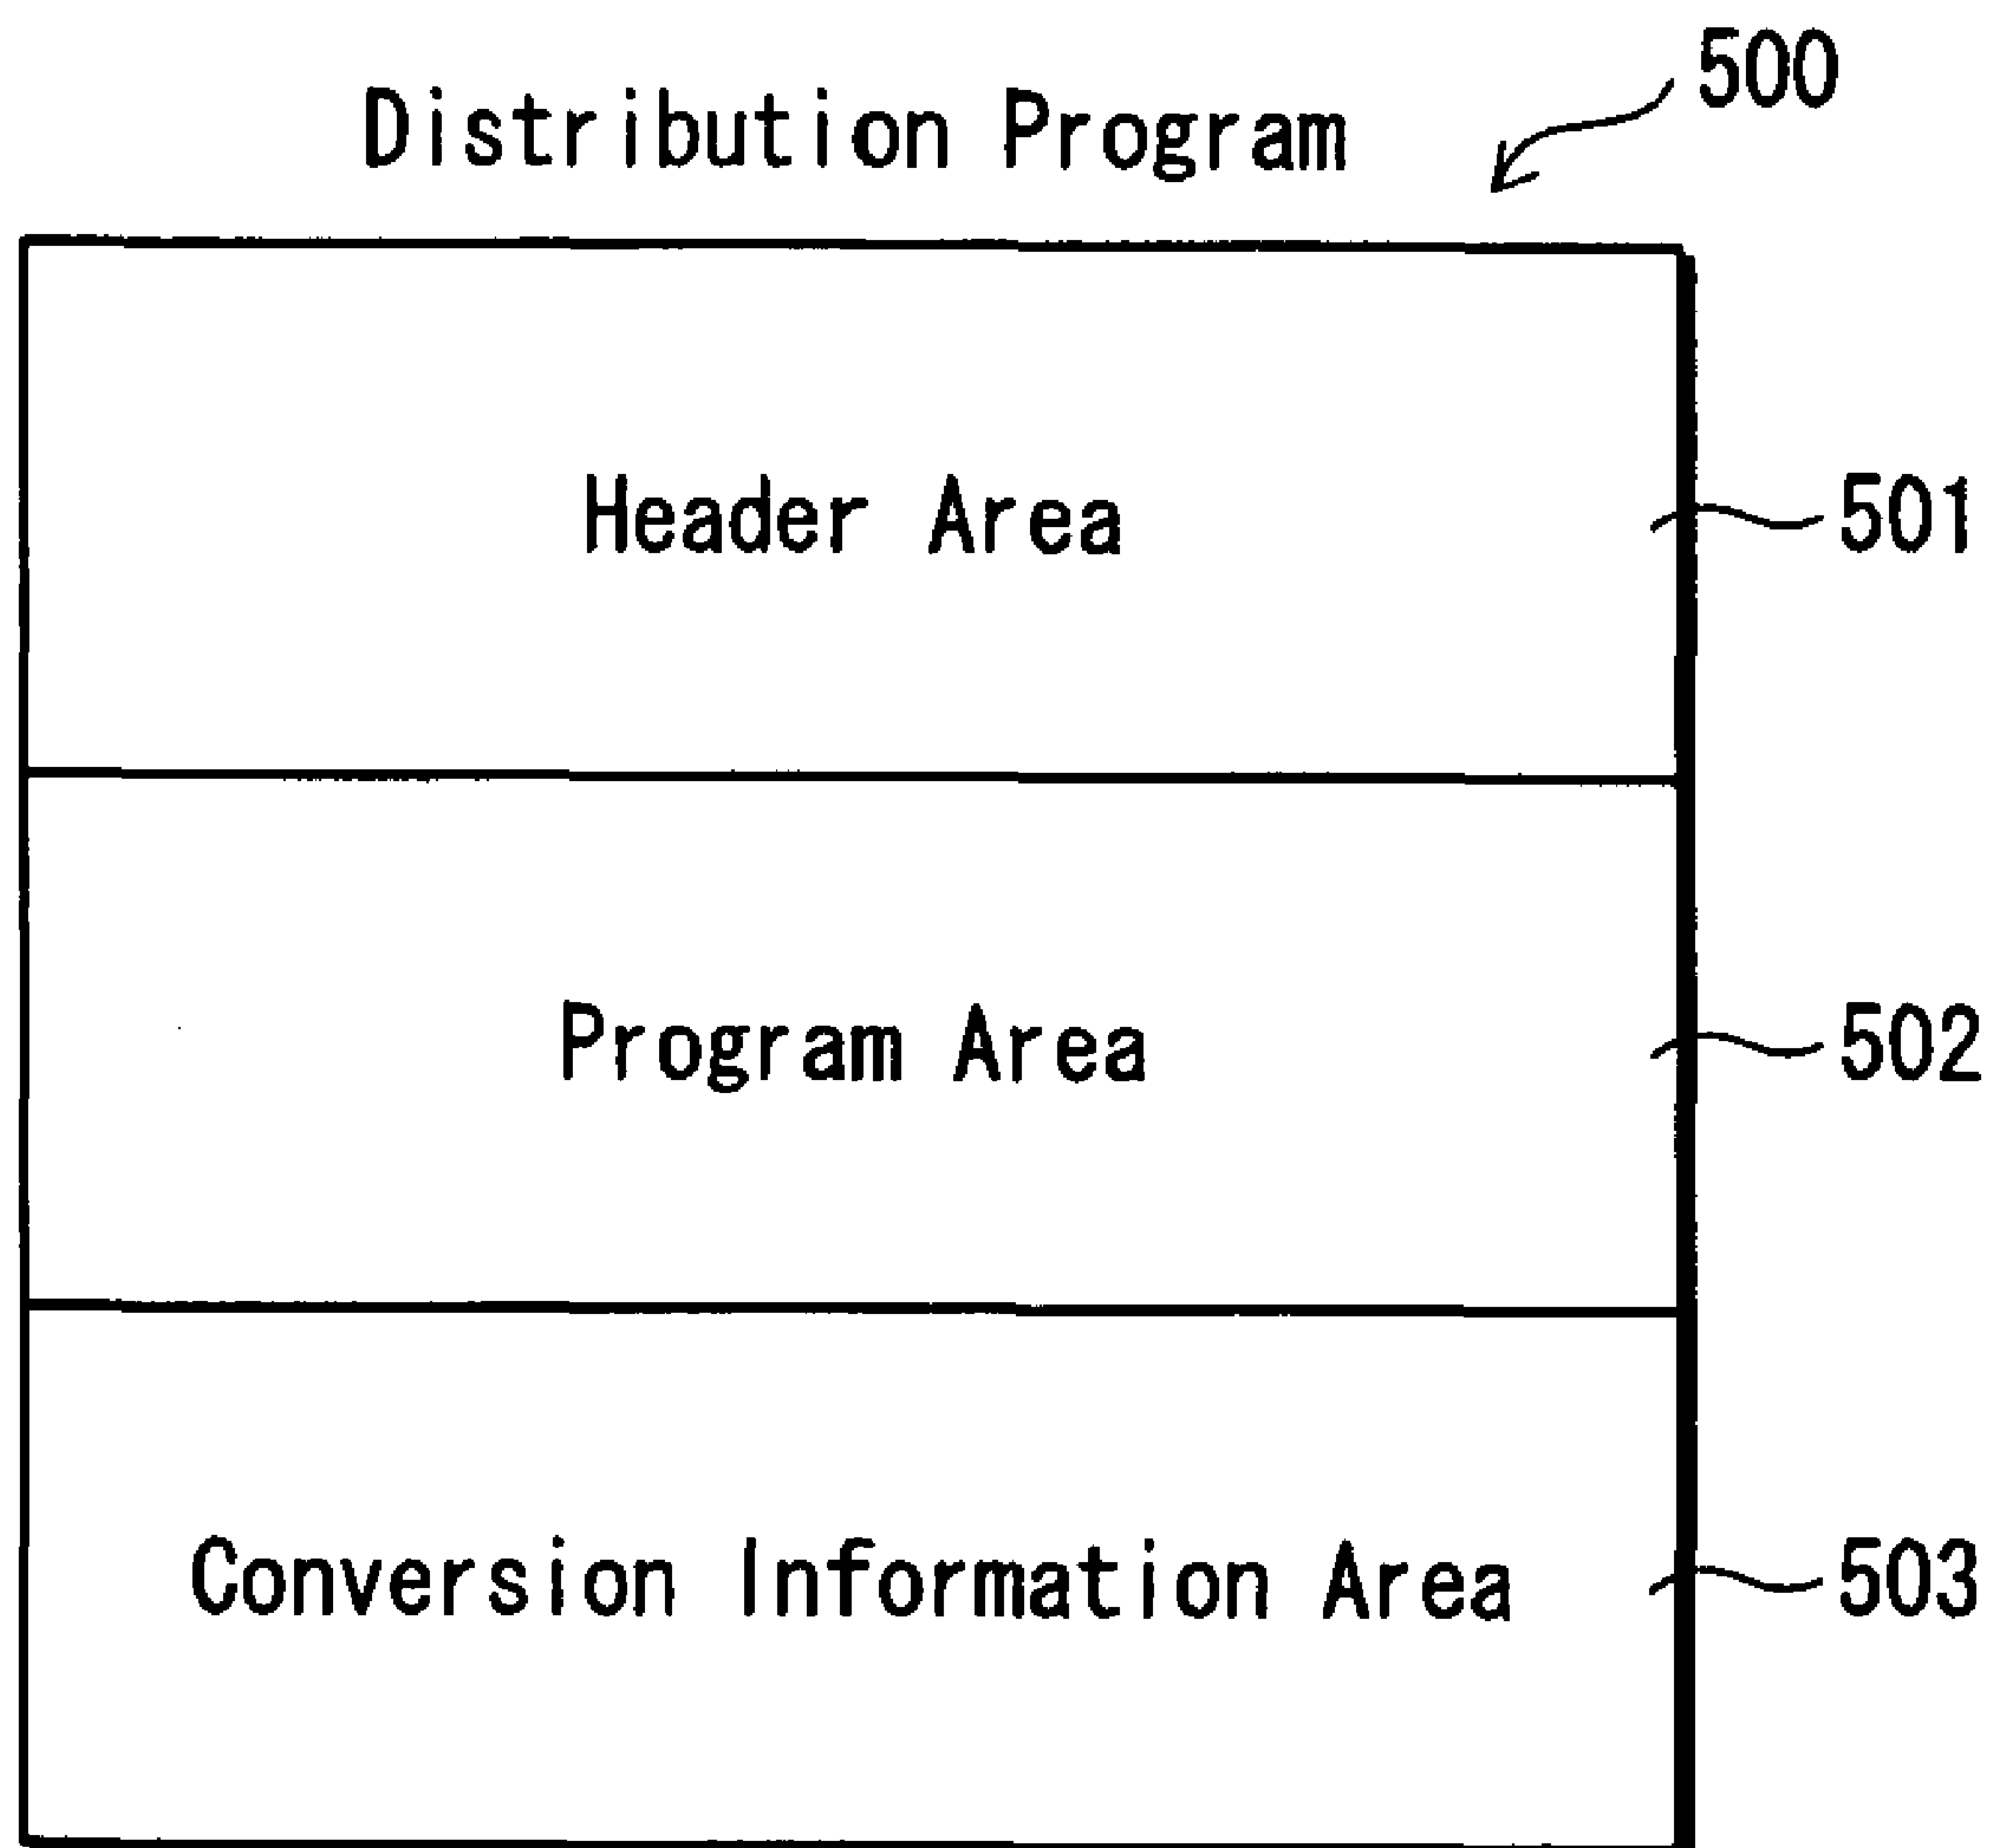 500
Distribution Program
Header Area 501
Program Area 502
Conversion Information Area 503